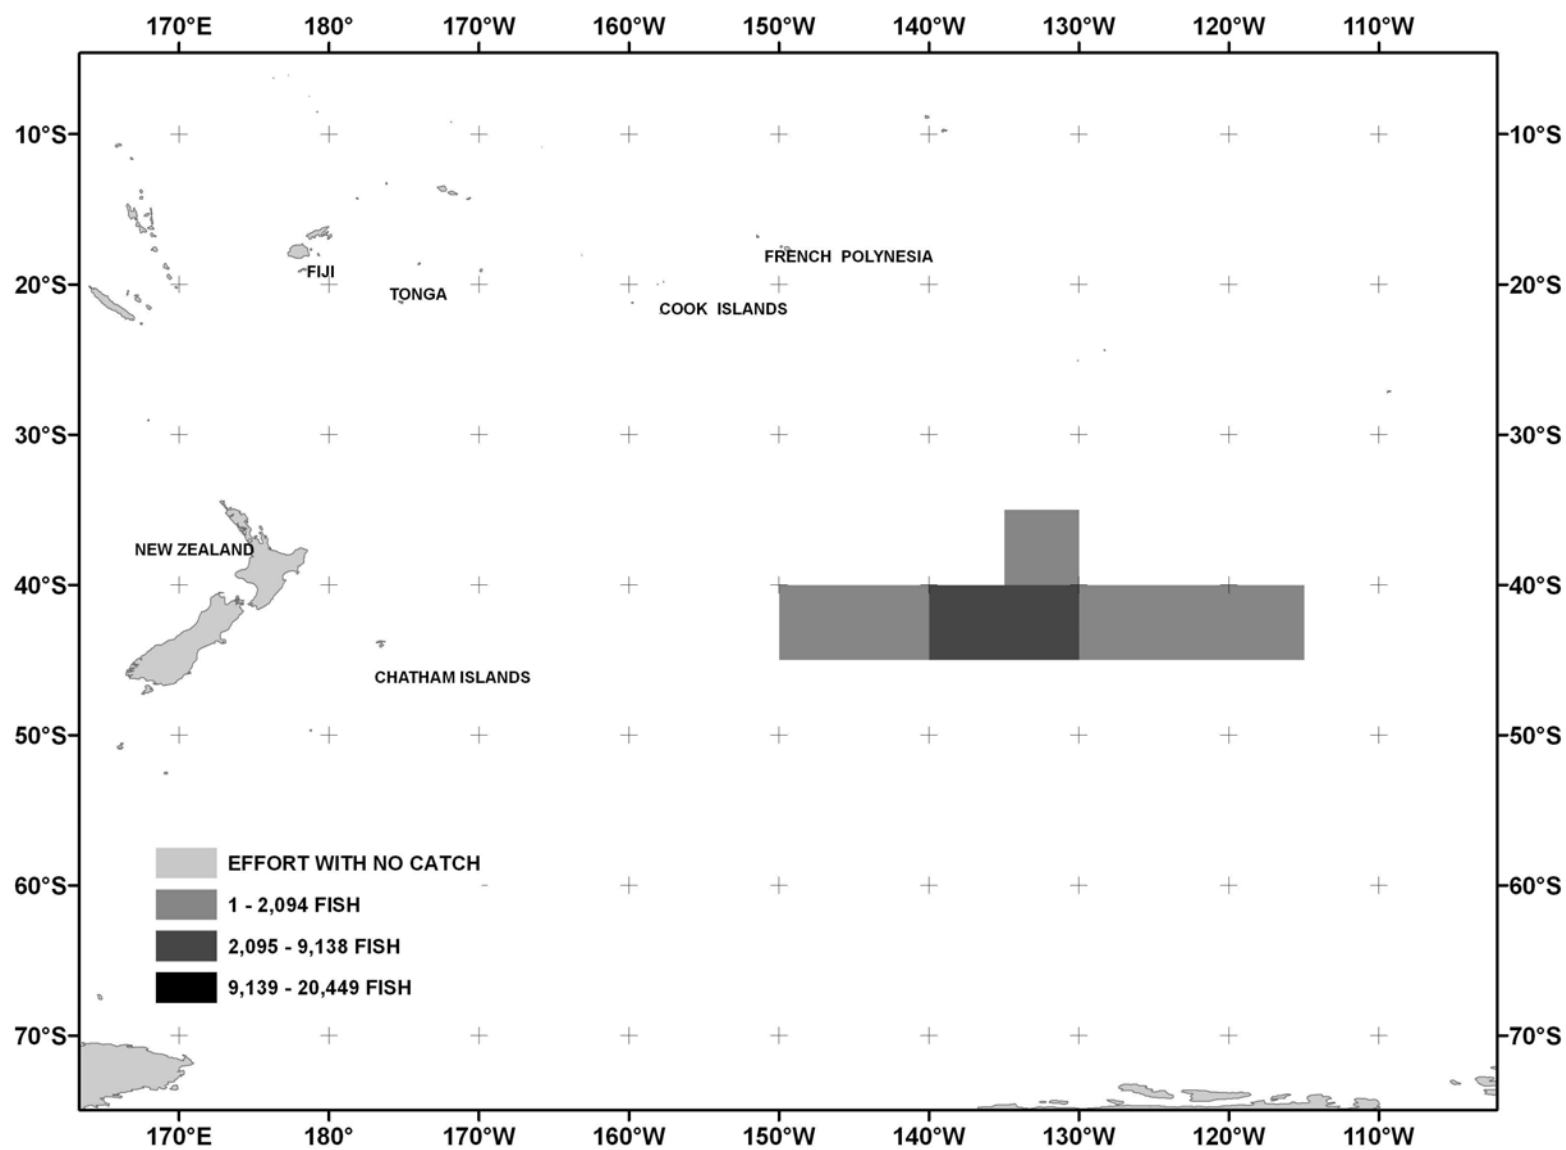 170°E 180° 170°W 160°W 150°W 140°W 130°W 120°W 110°W
10°S 10°S
FRENCH POLYNESIA
FIJI
20°S 20°S
TONGA
COOK ISLANDS
30°S 30°S
NEW ZEALAND
40°S 40°S
CHATHAM ISLANDS
50°S 50°S
EFFORT WITH NO CATCH
60°S 60°S
1 - 2,094 FISH
2,095 - 9,138 FISH
9,139 - 20,449 FISH
70°S 70°S
170°E 180° 170°W 160°W 150°W 140°W 130°W 120°W 110°W